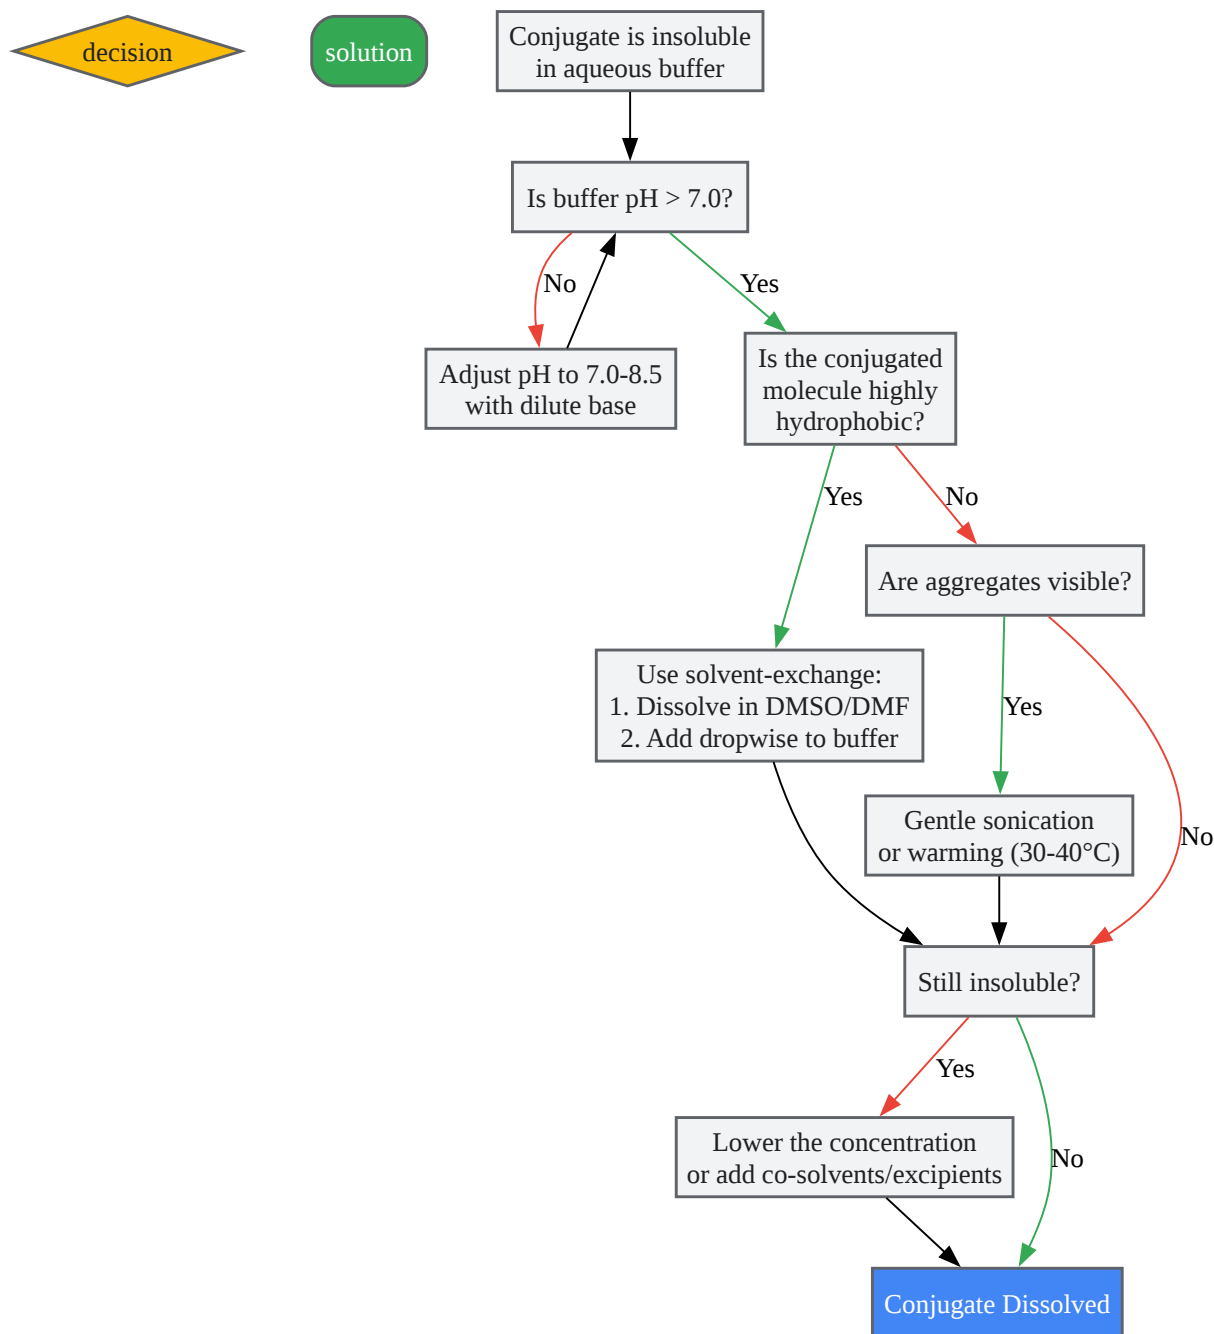 decision
solution
Conjugate is insoluble
in aqueous buffer
Is buffer pH > 7.0?
No
Yes
Adjust pH to 7.0-8.5
with dilute base
Is the conjugated
molecule highly
hydrophobic?
Yes
No
Are aggregates visible?
Use solvent-exchange:
1. Dissolve in DMSO/DMF
2. Add dropwise to buffer
Yes
No
Gentle sonication
or warming (30-40°C)
Still insoluble?
Yes
No
Lower the concentration
or add co-solvents/excipients
Conjugate Dissolved